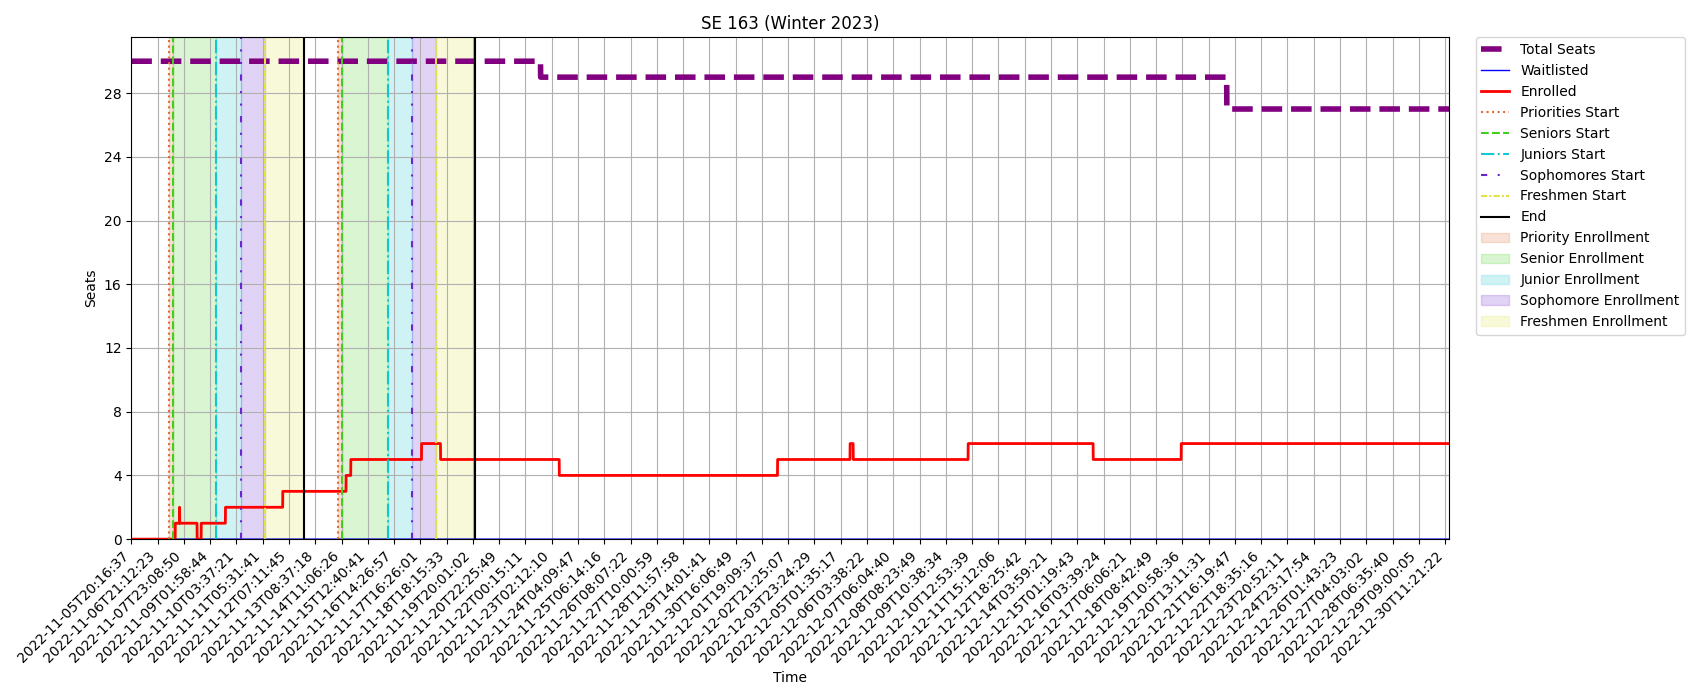 SE 163 (Winter 2023)
Total Seats
Waitlisted
Enrolled
Priorities Start
Seniors Start
Juniors Start
Sophomores Start
Freshmen Start
End
Priority Enrollment
Senior Enrollment
Junior Enrollment
Sophomore Enrollment
Freshmen Enrollment
Seats
28
24
20
16
12
8
4
0
2022-11-05T20:16:37
2022-11-06T21:12:23
2022-11-07T23:08:50
2022-11-09T01:58:44
2022-11-10T03:37:21
2022-11-11T05:31:41
2022-11-12T07:11:45
2022-11-13T08:37:18
2022-11-14T11:06:26
2022-11-15T12:40:41
2022-11-16T14:26:57
2022-11-17T16:26:01
2022-11-18T18:15:33
2022-11-19T20:01:02
2022-11-20T22:25:49
2022-11-22T00:15:11
2022-11-23T02:12:10
2022-11-24T04:09:47
2022-11-25T06:14:16
2022-11-26T08:07:22
2022-11-27T10:00:59
2022-11-28T11:57:58
2022-11-29T14:01:41
2022-11-30T16:06:49
2022-12-01T19:09:37
2022-12-02T21:25:07
2022-12-03T23:24:29
2022-12-05T01:35:17
2022-12-06T03:38:22
2022-12-07T06:04:40
2022-12-08T08:23:49
2022-12-09T10:38:34
2022-12-10T12:53:39
2022-12-11T15:12:06
2022-12-12T18:25:42
2022-12-14T03:59:21
2022-12-15T01:19:43
2022-12-16T03:39:24
2022-12-17T06:06:21
2022-12-18T08:42:49
2022-12-19T10:58:36
2022-12-20T13:11:31
2022-12-21T16:19:47
2022-12-22T18:35:16
2022-12-23T20:52:11
2022-12-24T23:17:54
2022-12-26T01:43:23
2022-12-27T04:03:02
2022-12-28T06:35:40
2022-12-29T09:00:05
2022-12-30T11:21:22
Time